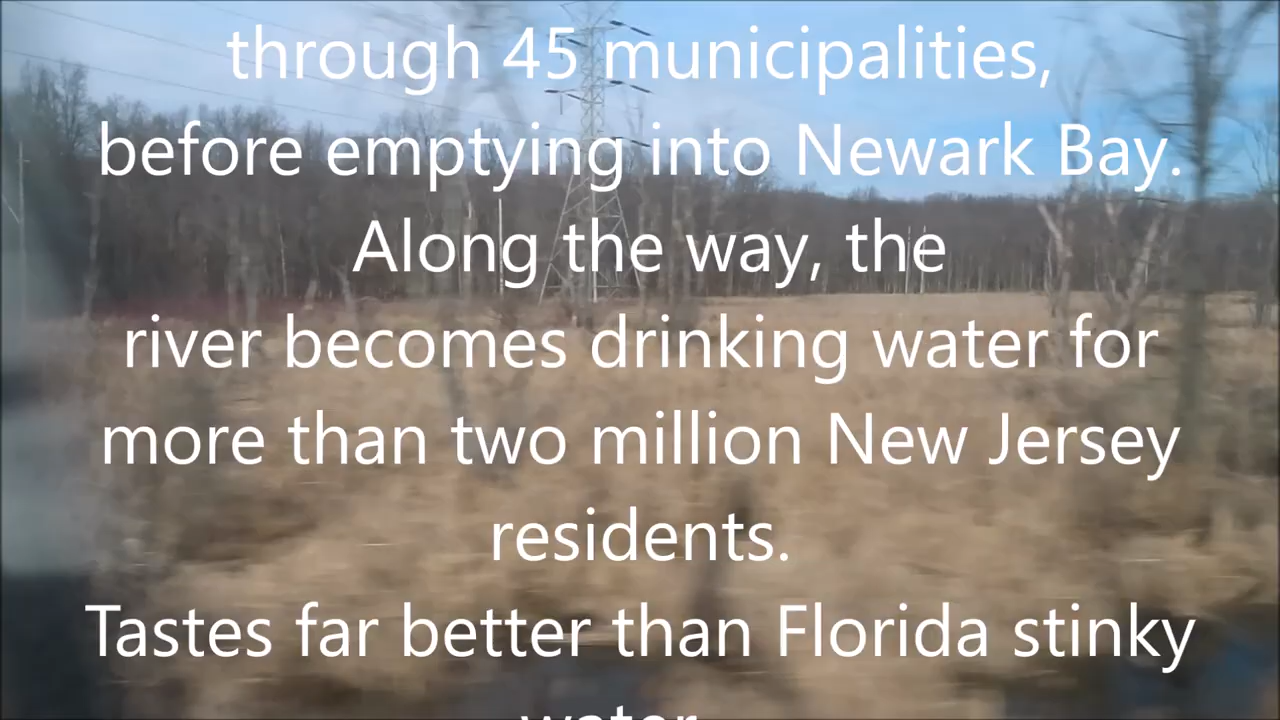 through 45 municipalities,
before emptying into Newark Bay.
Along the way, the
river becomes drinking water for
more than two million New Jersey
residents.
Tastes far better than Florida stinky
water